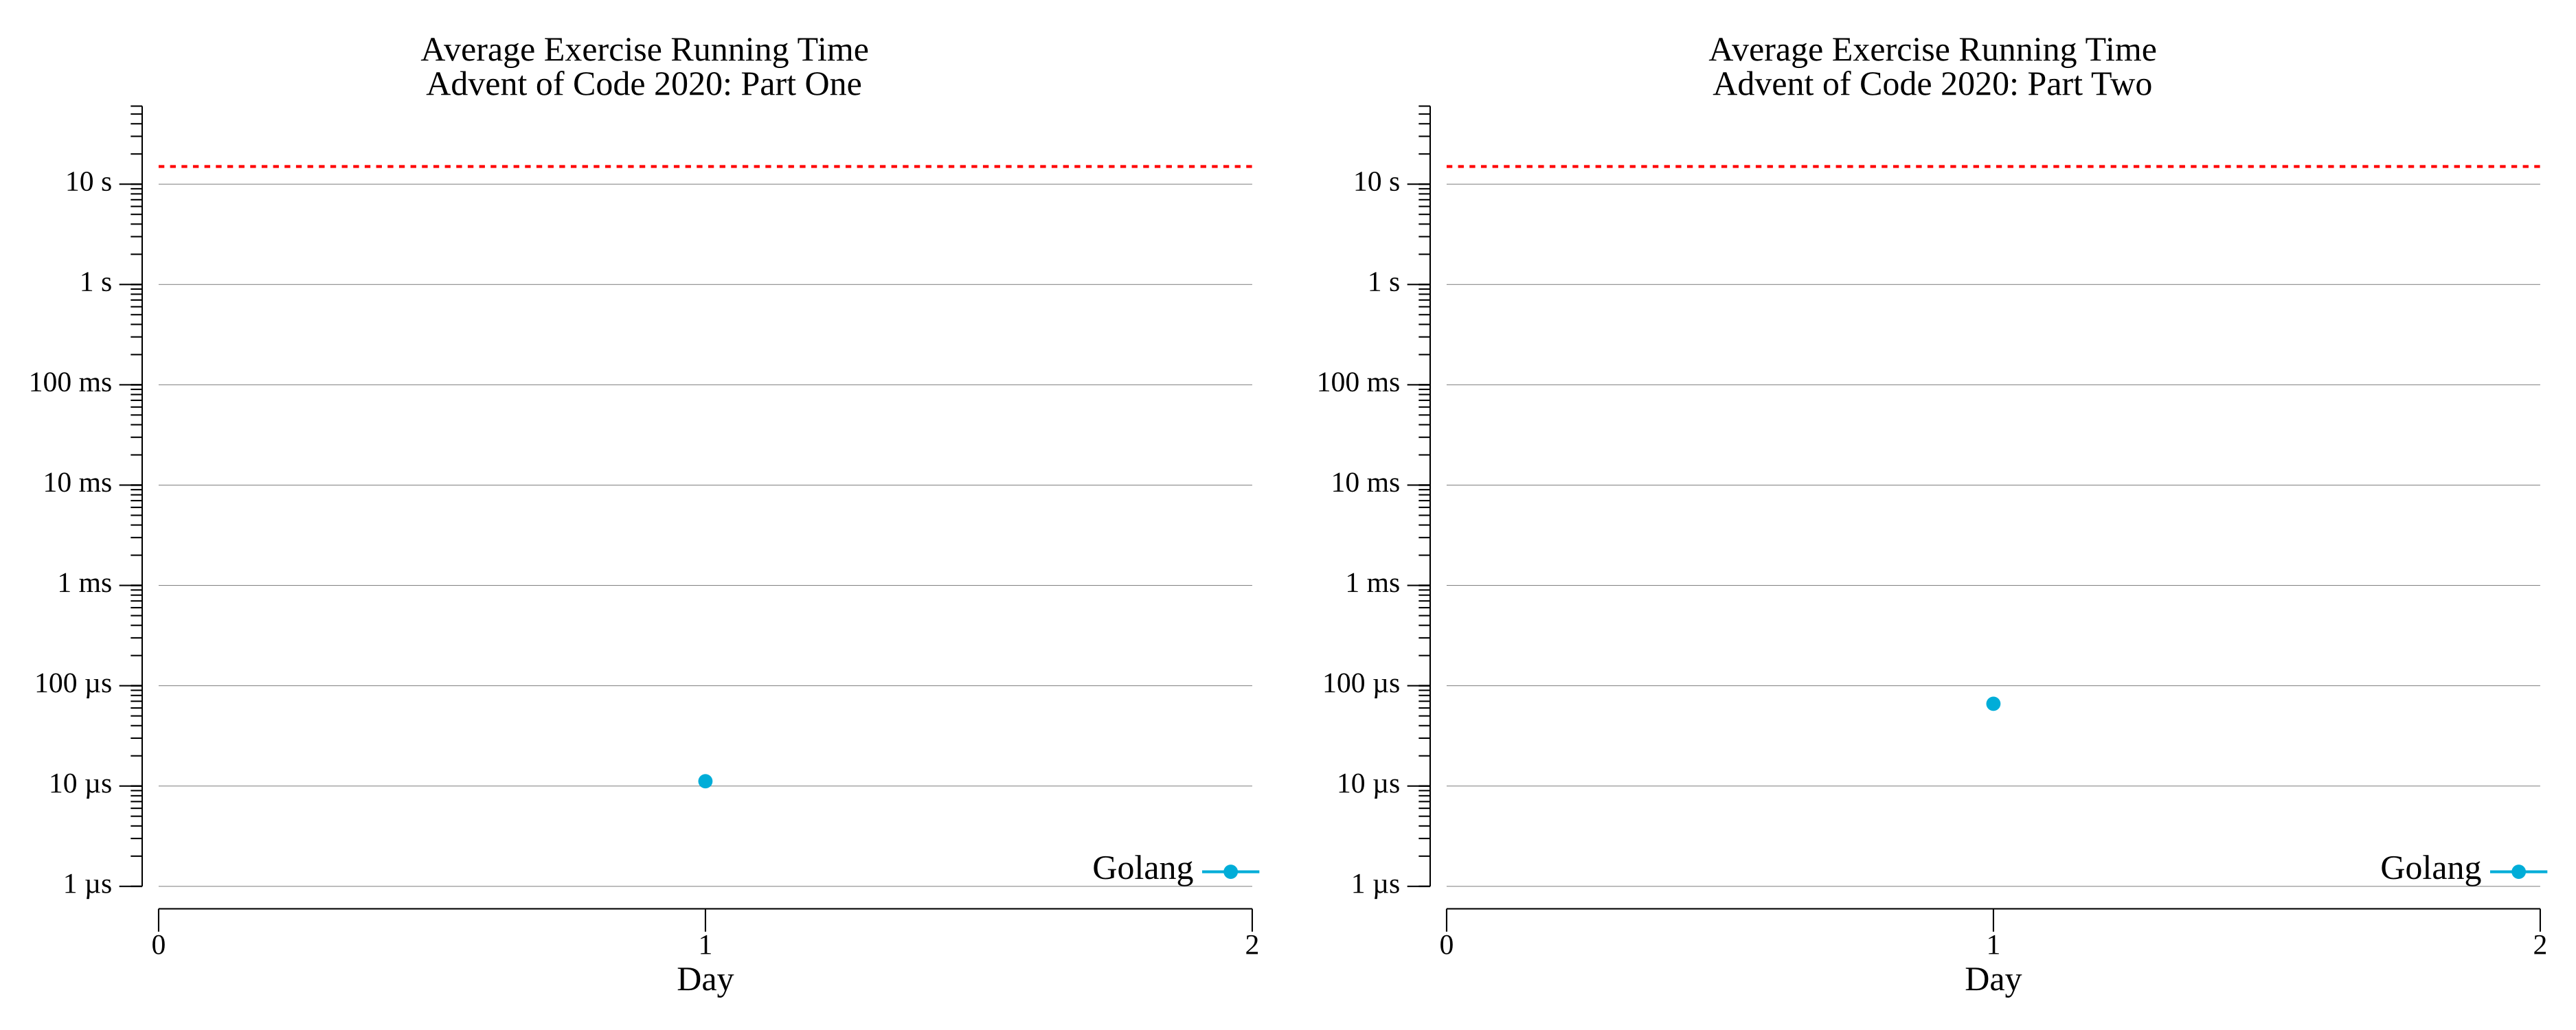 Average Exercise Running Time
Advent of Code 2020: Part One
10 s
1 s
100 ms
10 ms
1 ms
100 µs
10 µs
1 µs
Golang
0 1 2
Day
Average Exercise Running Time
Advent of Code 2020: Part Two
10 s
1 s
100 ms
10 ms
1 ms
100 µs
10 µs
1 µs
Golang
0 1 2
Day